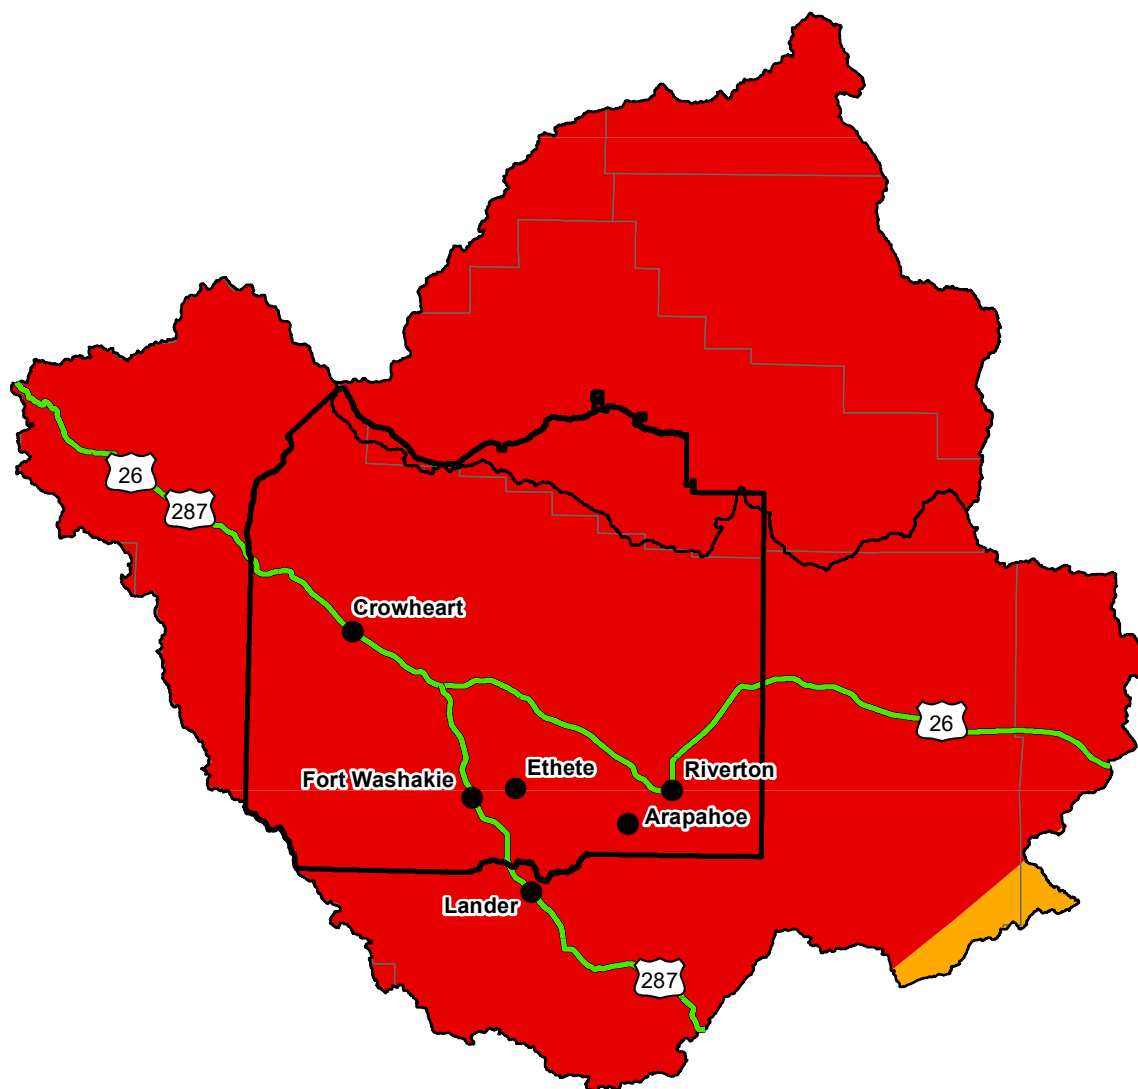 26
287
Crowheart
26
Ethete
Riverton
Fort Washakie
Arapahoe
Lander
287